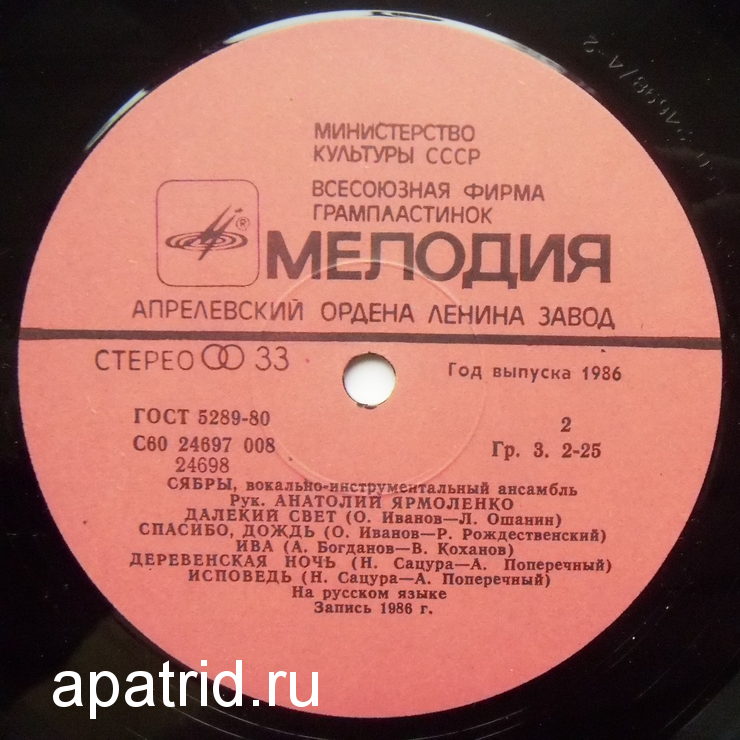 МИНИСТЕРСТВО
КУЛЬТУРЫ СССР
ВСЕСОЮЗНАЯ ФИРМА
ГРАМПЛАСТИНОК
®
МЕЛОДИЯ
АПРЕЛЕВСКИЙ ОРДЕНА ЛЕНИНА ЗАВОД
СТЕРЕО 33
Год выпуска 1986
ГОСТ 5289-80
2
С60 24697 008
Гр. 3. 2-25
24698
СЯБРЫ, вокально-инструментальный ансамбль
Рук. АНАТОЛИЙ ЯРМОЛЕНКО
ДАЛЕКИЙ СВЕТ (О. Иванов—Л. Ошанин)
СПАСИБО, ДОЖДЬ (О. Иванов—Р. Рождественский)
ИВА (А. Богданов—В. Коханов)
ДЕРЕВЕНСКАЯ НОЧЬ (Н. Сацура—А. Поперечный)
ИСПОВЕДЬ (Н. Сацура—А. Поперечный)
На русском языке
Запись 1986 г.
apatrid.ru